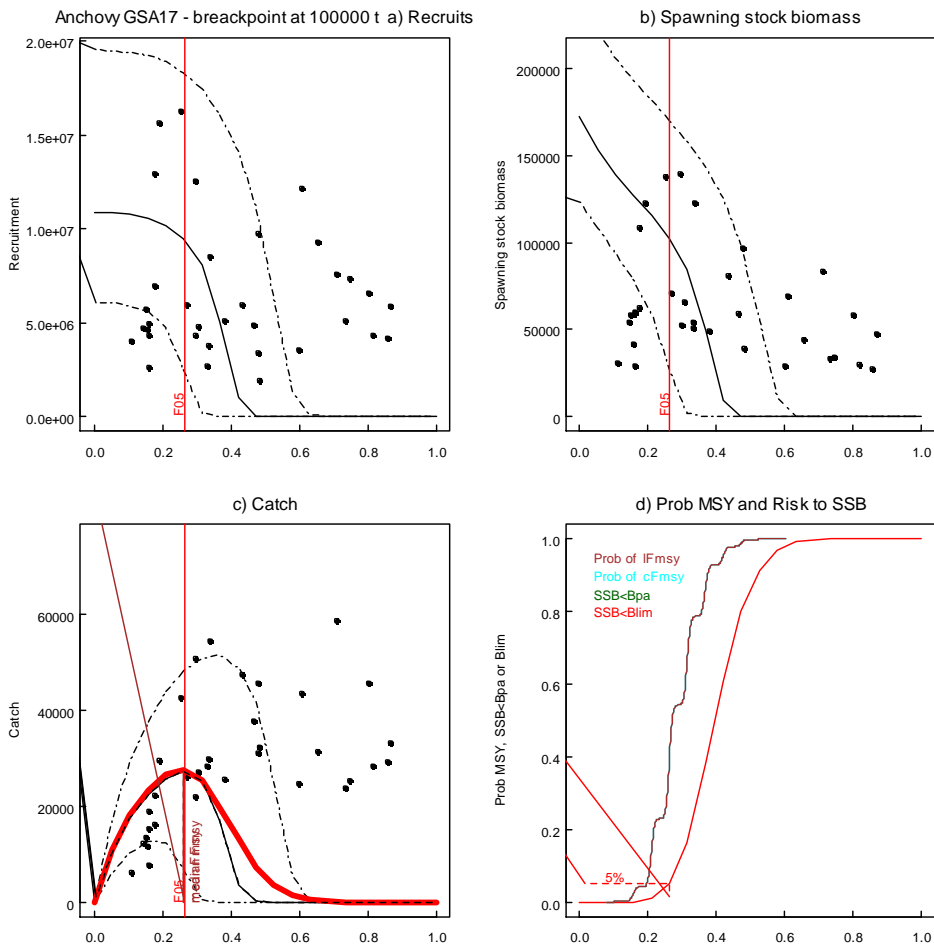 Anchovy GSA17 - breackpoint at 100000 t a) Recruits
2.0e+07
1.5e+07
1.0e+07
5.0e+06
0.0e+00
Recruitment
F05
0.0 0.2 0.4 0.6 0.8 1.0
b) Spawning stock biomass
200000
150000
100000
50000
0
Spawning stock biomass
F05
0.0 0.2 0.4 0.6 0.8 1.0
c) Catch
60000
40000
20000
0
Catch
F05
median Fmsy
0.0 0.2 0.4 0.6 0.8 1.0
d) Prob MSY and Risk to SSB
1.0
0.8
0.6
0.4
0.2
0.0
Prob MSY, SSB<Bpa or Blim
Prob of lFmsy
Prob of cFmsy
SSB<Bpa
SSB<Blim
5%
0.0 0.2 0.4 0.6 0.8 1.0